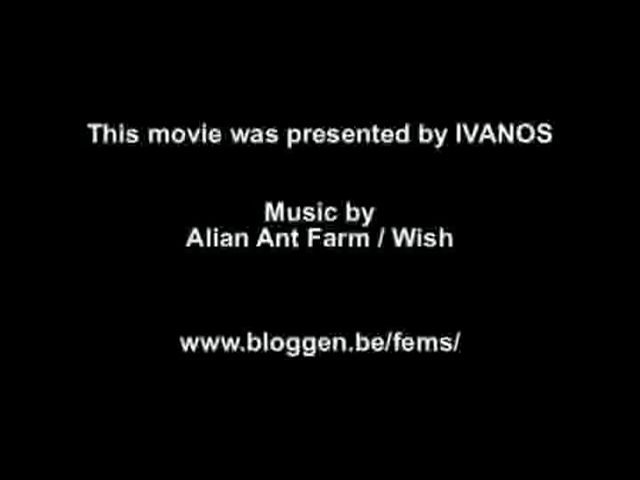 This movie was presented by IVANOS
Music by
Alian Ant Farm / Wish
www.bloggen.be/fems/